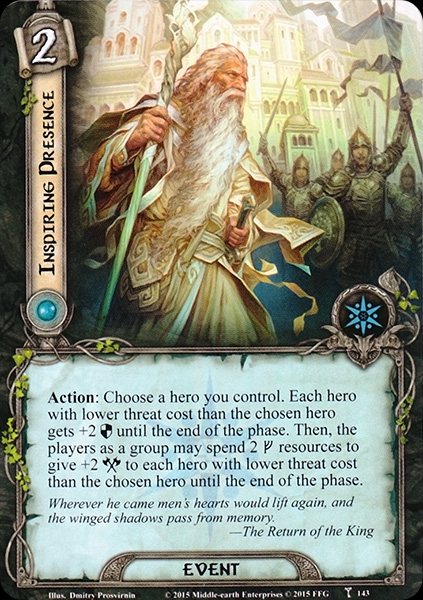 2
INSPIRING PRESENCE
Action: Choose a hero you control. Each hero
with lower threat cost than the chosen hero
gets +2 until the end of the phase. Then, the
players as a group may spend 2 resources to
give +2 to each hero with lower threat cost
than the chosen hero until the end of the phase.
Wherever he came men's hearts would lift again, and
the winged shadows pass from memory.
—The Return of the King
EVENT
Illus. Dmitry Prosvirnin
© 2015 Middle-earth Enterprises © 2015 FFG
143